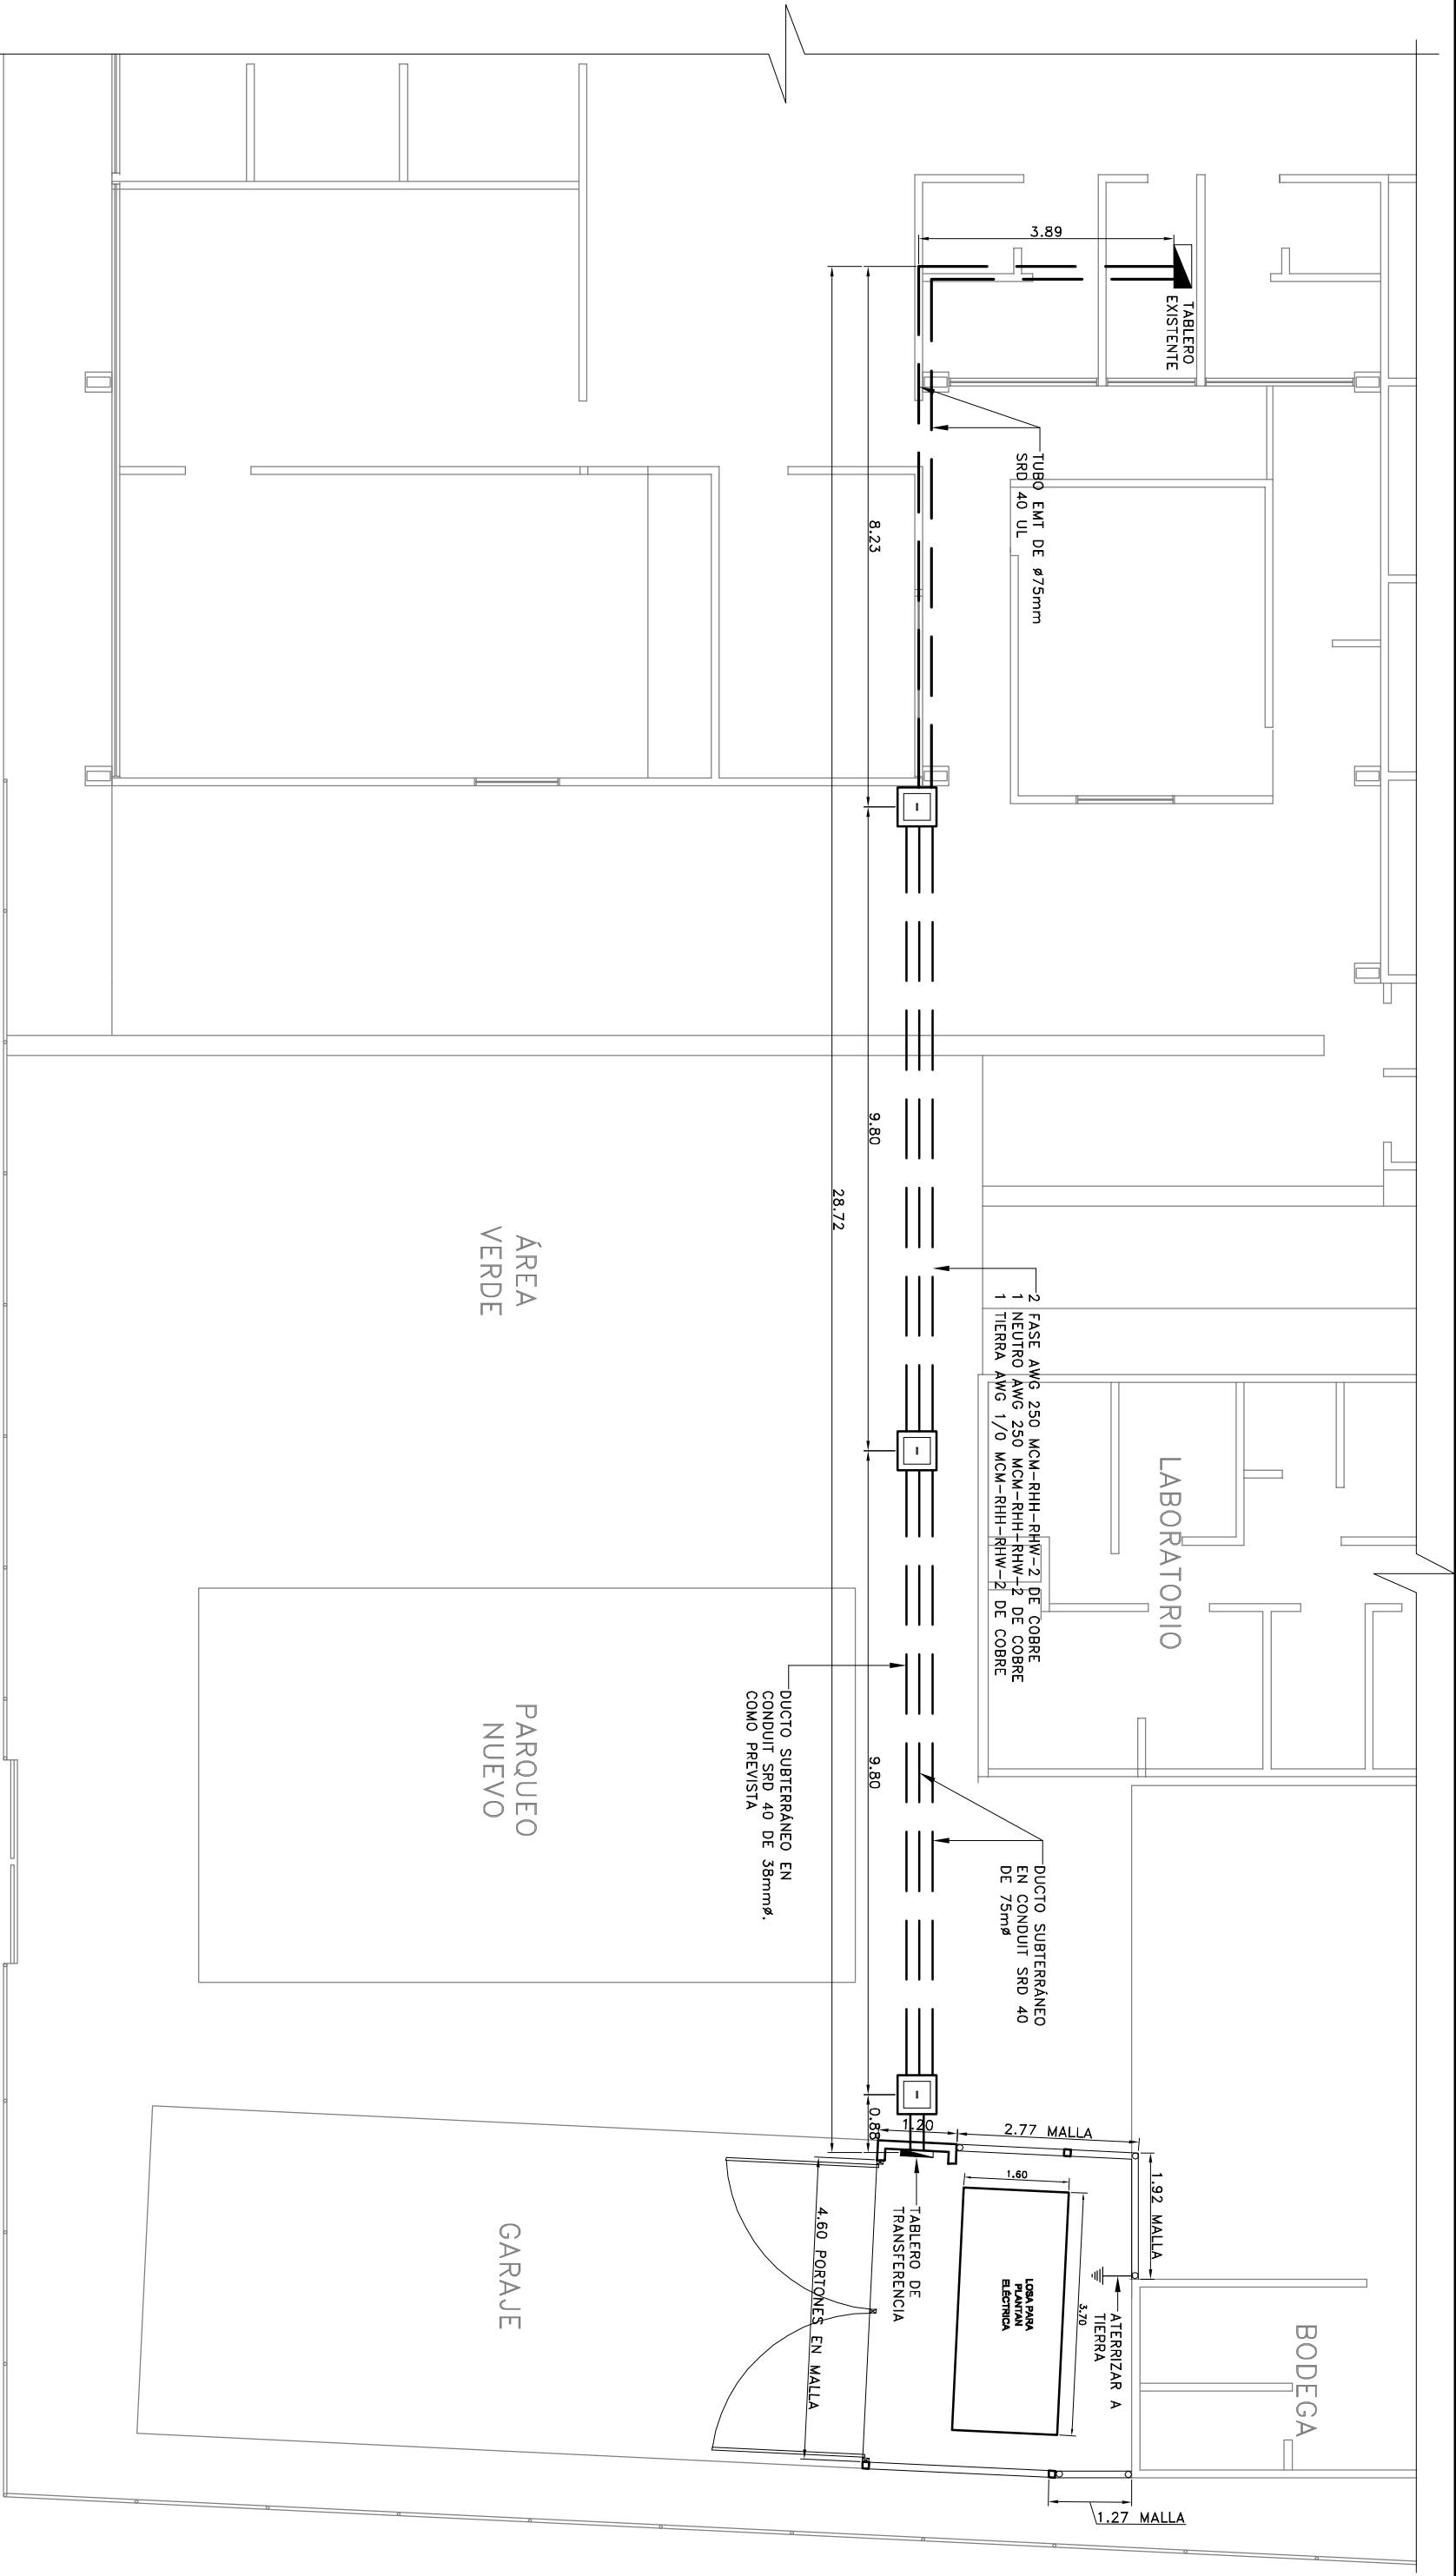 3.89
TABLERO
EXISTENTE
TUBO EMT DE ø75mm
SRD 40 UL
8.23
9.80
28.72
2 FASE AWG 250 MCM-RHH-RHW-2 DE COBRE
1 NEUTRO AWG 250 MCM-RHH-RHW-2 DE COBRE
1 TIERRA AWG 1/0 MCM-RHH-RHW-2 DE COBRE
ÁREA
VERDE
LABORATORIO
PARQUEO
NUEVO
DUCTO SUBTERRÁNEO EN
CONDUIT SRD 40 DE 38mmø.
COMO PREVISTA
9.80
DUCTO SUBTERRÁNEO
EN CONDUIT SRD 40
DE 75mø
0.88
1.20
2.77 MALLA
1.92 MALLA
1.60
3.70
LOSA PARA
PLANTAN
ELÉCTRICA
TABLERO DE
TRANSFERENCIA
ATERRIZAR A
TIERRA
4.60 PORTONES EN MALLA
GARAJE
BODEGA
1.27 MALLA